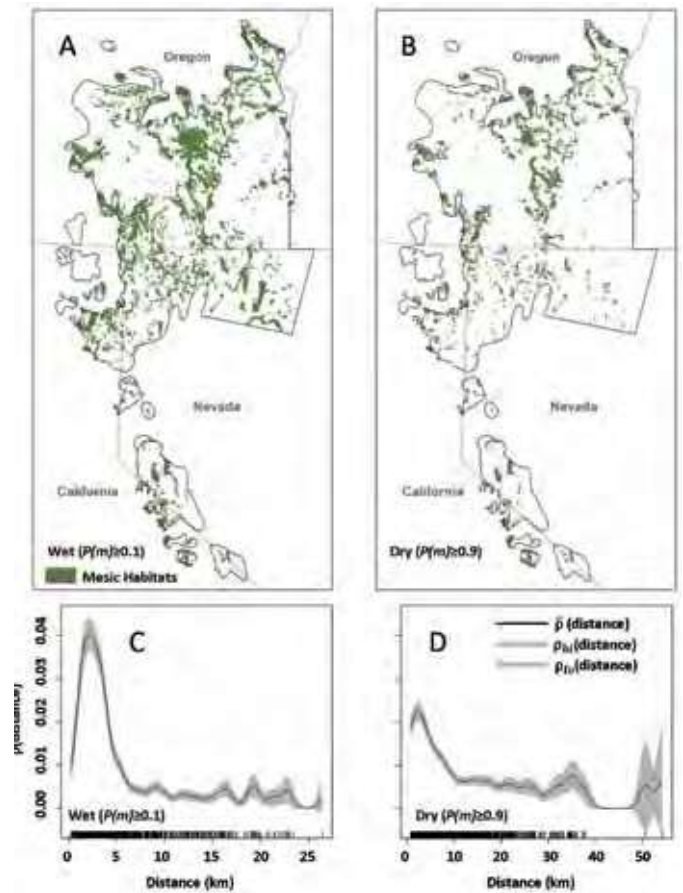 A
Oregon
Nevada
California
Wet (P(m)≥0.1)
Mesic Habitats
B
Oregon
Nevada
California
Dry (P(m)≥0.9)
C
ρ(distance)
0.00
0.01
0.02
0.03
0.04
Wet (P(m)≥0.1)
0
5
10
15
20
25
Distance (km)
D
ρ̂ (distance)
ρhi(distance)
(distance)
Dry (P(m)≥0.9)
0
10
20
30
40
50
Distance (km)